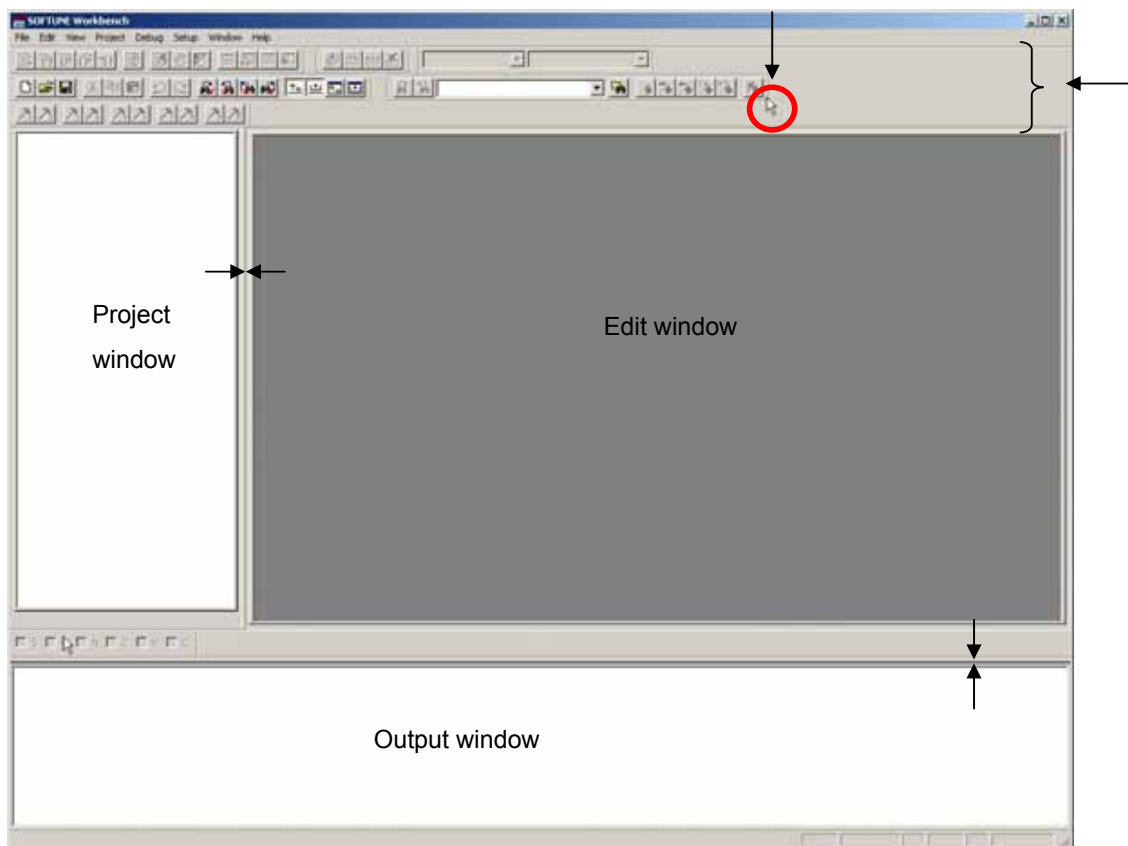 SOFTUNE Workbench
File Edit View Project Debug Setup Window Help
Project
window
Edit window
Output window